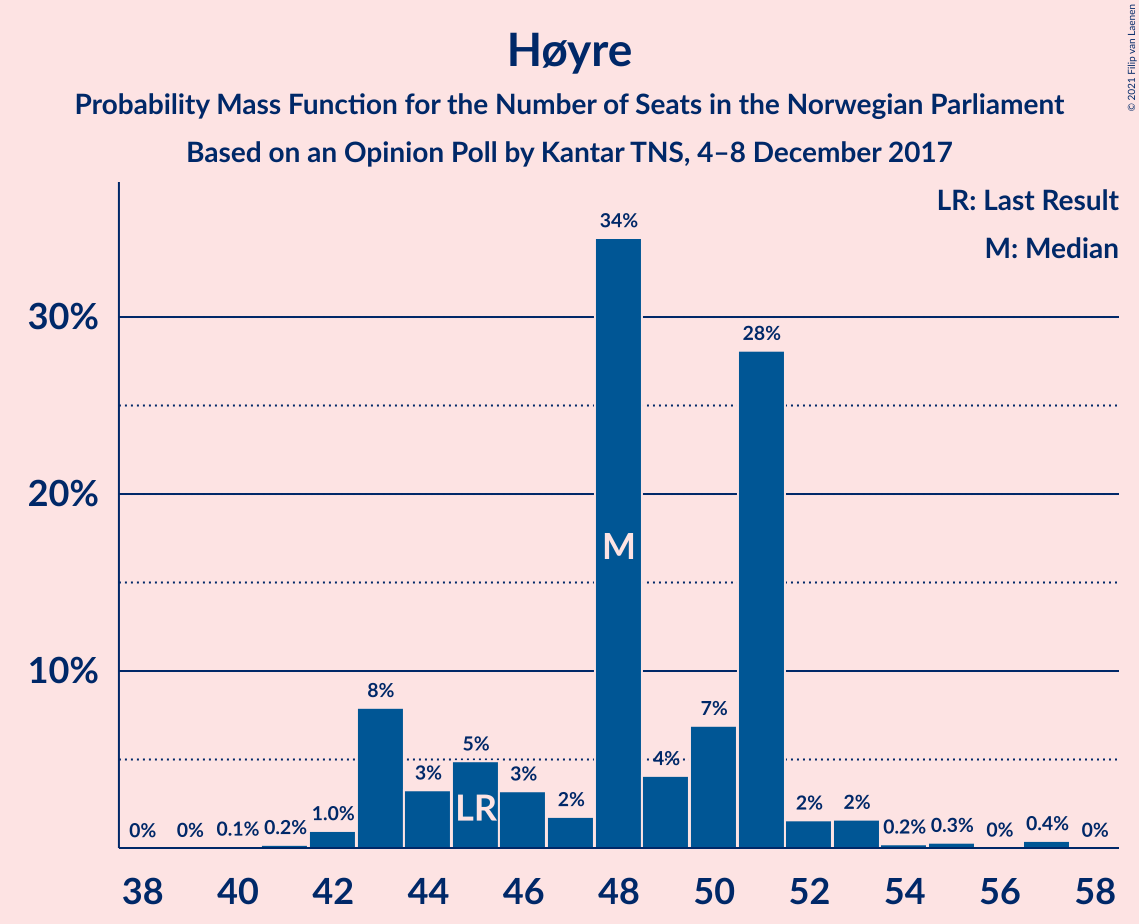 Høyre
Probability Mass Function for the Number of Seats in the Norwegian Parliament
Based on an Opinion Poll by Kantar TNS, 4–8 December 2017
© 2021 Filip van Laenen
LR: Last Result
M: Median
30%
20%
10%
0% 0% 0.1% 0.2% 1.0% 8% 3% 5% 3% 2% 34% 4% 7% 28% 2% 2% 0.2% 0.3% 0% 0.4% 0%
LR
M
38 40 42 44 46 48 50 52 54 56 58